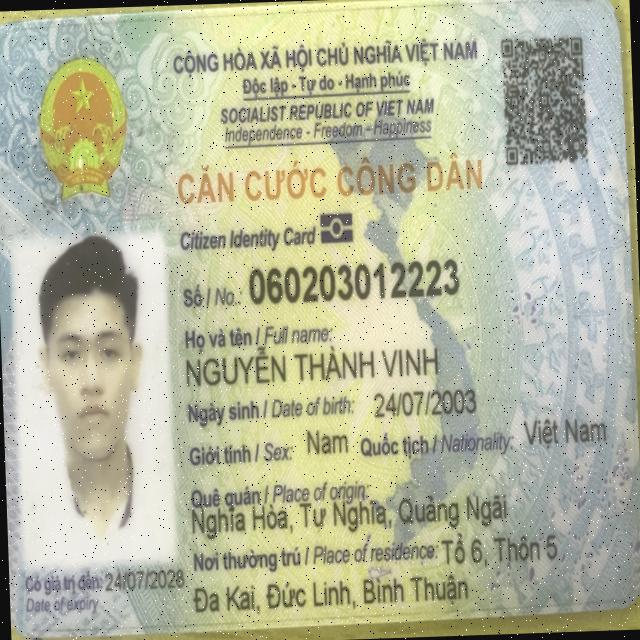 CỘNG HÒA XÃ HỘI CHỦ NGHĨA VIỆT NAM
Độc lập - Tự do - Hạnh phúc
SOCIALIST REPUBLIC OF VIET NAM
Independence - Freedom - Happiness
CĂN CƯỚC CÔNG DÂN
Citizen Identity Card
Số / No.: 060203012223
Họ và tên / Full name:
NGUYỄN THÀNH VINH
Ngày sinh / Date of birth: 24/07/2003
Giới tính / Sex: Nam Quốc tịch / Nationality: Việt Nam
Quê quán / Place of origin:
Nghĩa Hòa, Tư Nghĩa, Quảng Ngãi
Nơi thường trú / Place of residence: Tổ 6, Thôn 5
Đa Kai, Đức Linh, Bình Thuận
Có giá trị đến: 24/07/2028
Date of expiry